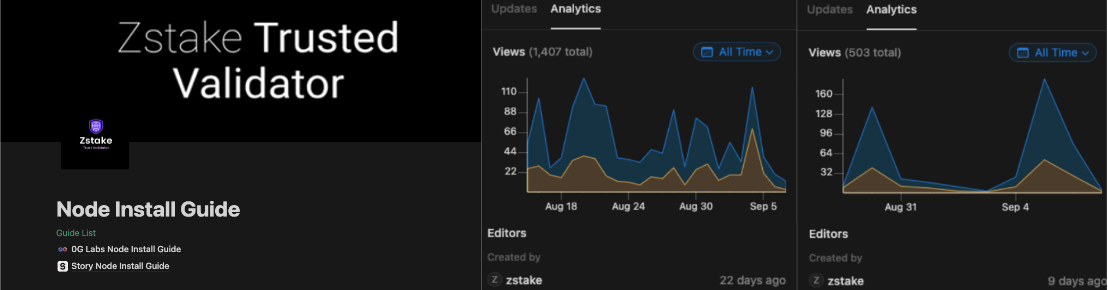 Zstake Trusted
Validator
Zstake
Trust Validator
Node Install Guide
Guide List
0G Labs Node Install Guide
S
Story Node Install Guide
Updates Analytics
Views (1,407 total) All Time
110
88
66
44
22
Aug 18 Aug 24 Aug 30 Sep 5
Editors
Created by
Z zstake 22 days ago
Updates Analytics
Views (503 total) All Time
160
128
96
64
32
Aug 31 Sep 4
Editors
Created by
Z zstake 9 days ago